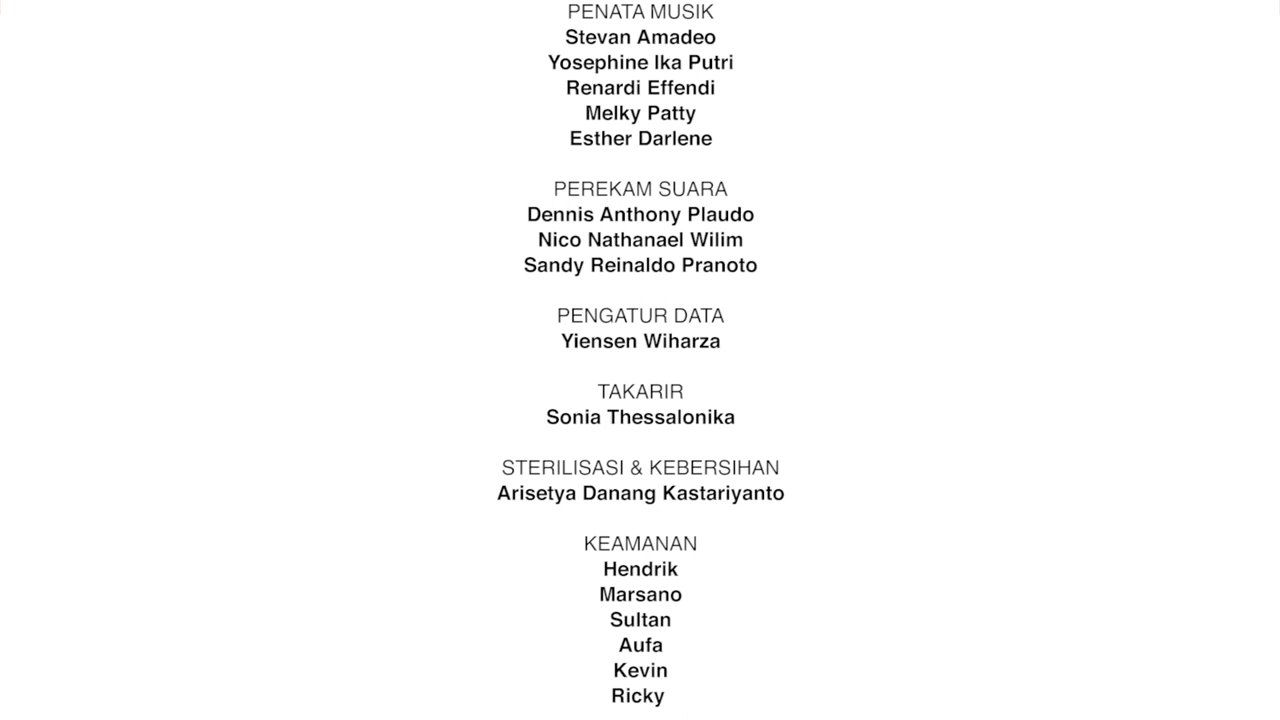 PENATA MUSIK
Stevan Amadeo
Yosephine Ika Putri
Renardi Effendi
Melky Patty
Esther Darlene
PEREKAM SUARA
Dennis Anthony Plaudo
Nico Nathanael Wilim
Sandy Reinaldo Pranoto
PENGATUR DATA
Yiensen Wiharza
TAKARIR
Sonia Thessalonika
STERILISASI & KEBERSIHAN
Arisetya Danang Kastariyanto
KEAMANAN
Hendrik
Marsano
Sultan
Aufa
Kevin
Ricky